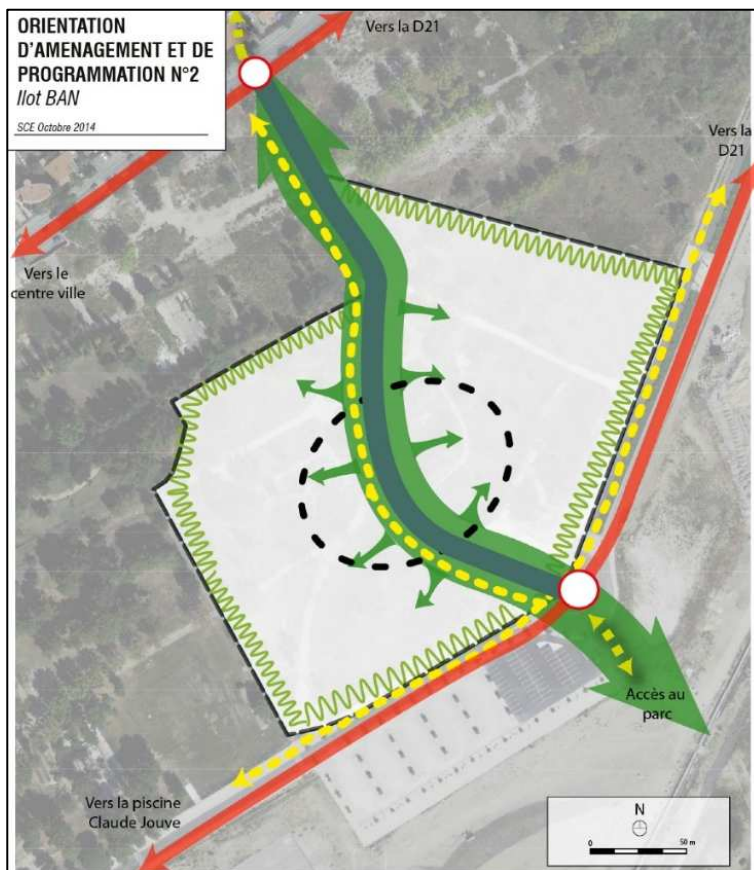 ORIENTATION
D'AMENAGEMENT ET DE
PROGRAMMATION N°2
Ilot BAN
SCE Octobre 2014
Vers la D21
Vers la
D21
Vers le
centre ville
Accès au
parc
Vers la piscine
Claude Jouve
N
0 50 m